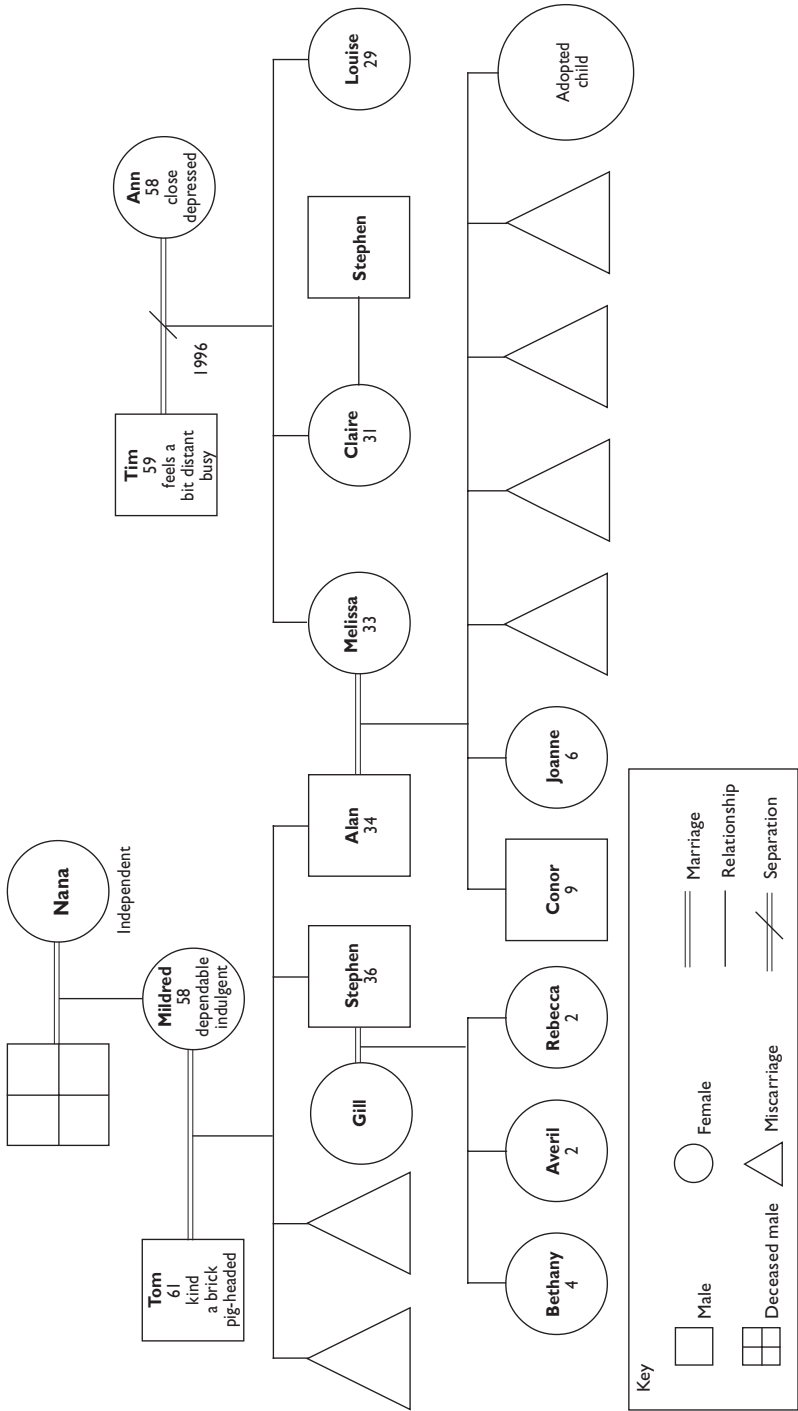 Nana
Independent
Tom
61
kind
a brick
pig-headed
Mildred
58
dependable
indulgent
Tim
59
feels a
bit distant
busy
1996
Ann
58
close
depressed
Gill
Stephen
36
Alan
34
Melissa
33
Claire
31
Stephen
Louise
29
Bethany
4
Averil
2
Rebecca
2
Conor
9
Joanne
6
Adopted
child
Key
Male
Female
Marriage
Relationship
Deceased male
Miscarriage
Separation